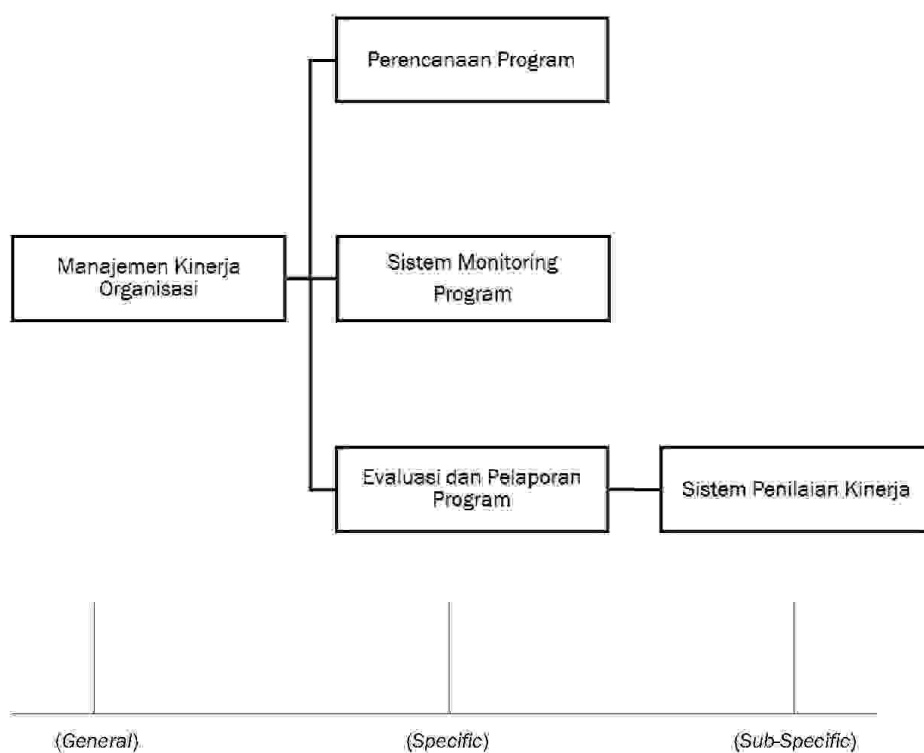 Perencanaan Program
Manajemen Kinerja
Organisasi
Sistem Monitoring
Program
Evaluasi dan Pelaporan
Program
Sistem Penilaian Kinerja
(General)
(Specific)
(Sub-Specific)